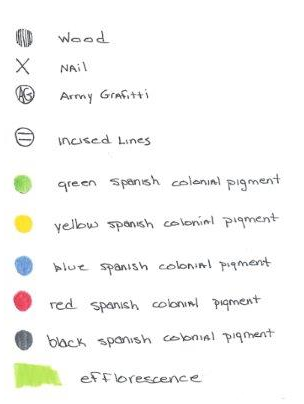 Wood
X NAil
AG Army Grafitti
incised Lines
green spanish colonial pigment
yellow spanish colonial pigment
blue spanish colonial pigment
red spanish colonial pigment
black spanish colonial pigment
efflorescence